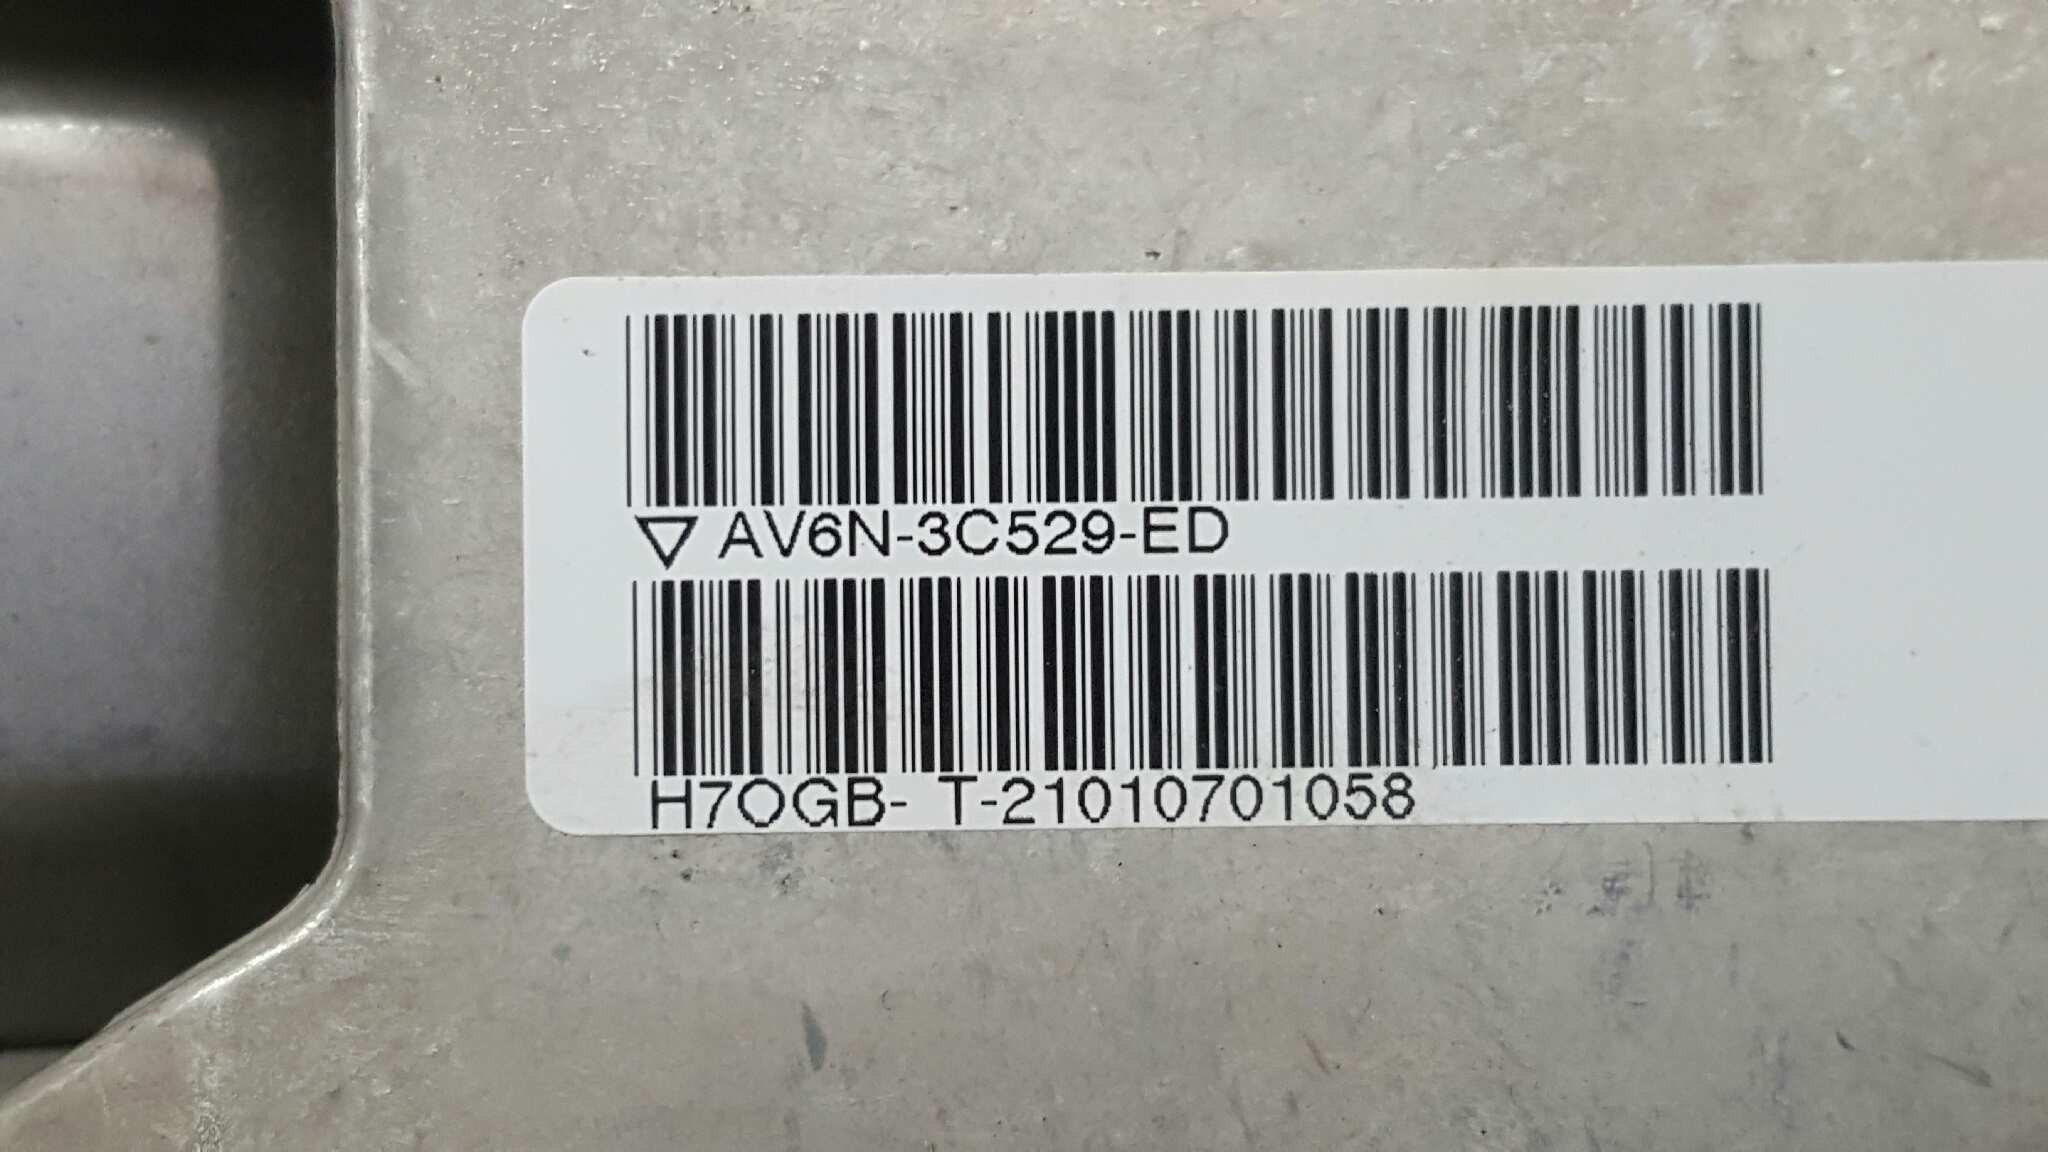 ▽ AV6N-3C529-ED
H7OGB- T-21010701058